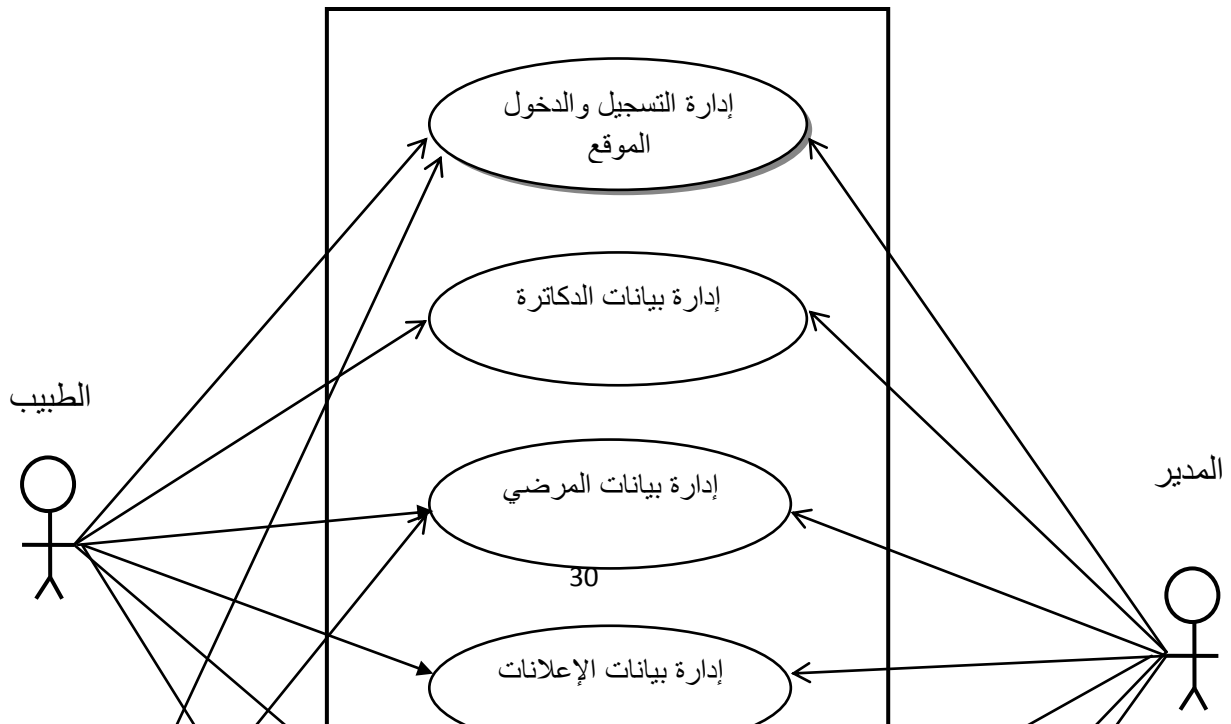 إدارة التسجيل والدخول
الموقع
إدارة بيانات الدكاترة
الطبيب
المدير
إدارة بيانات المرضي
30
إدارة بيانات الإعلانات